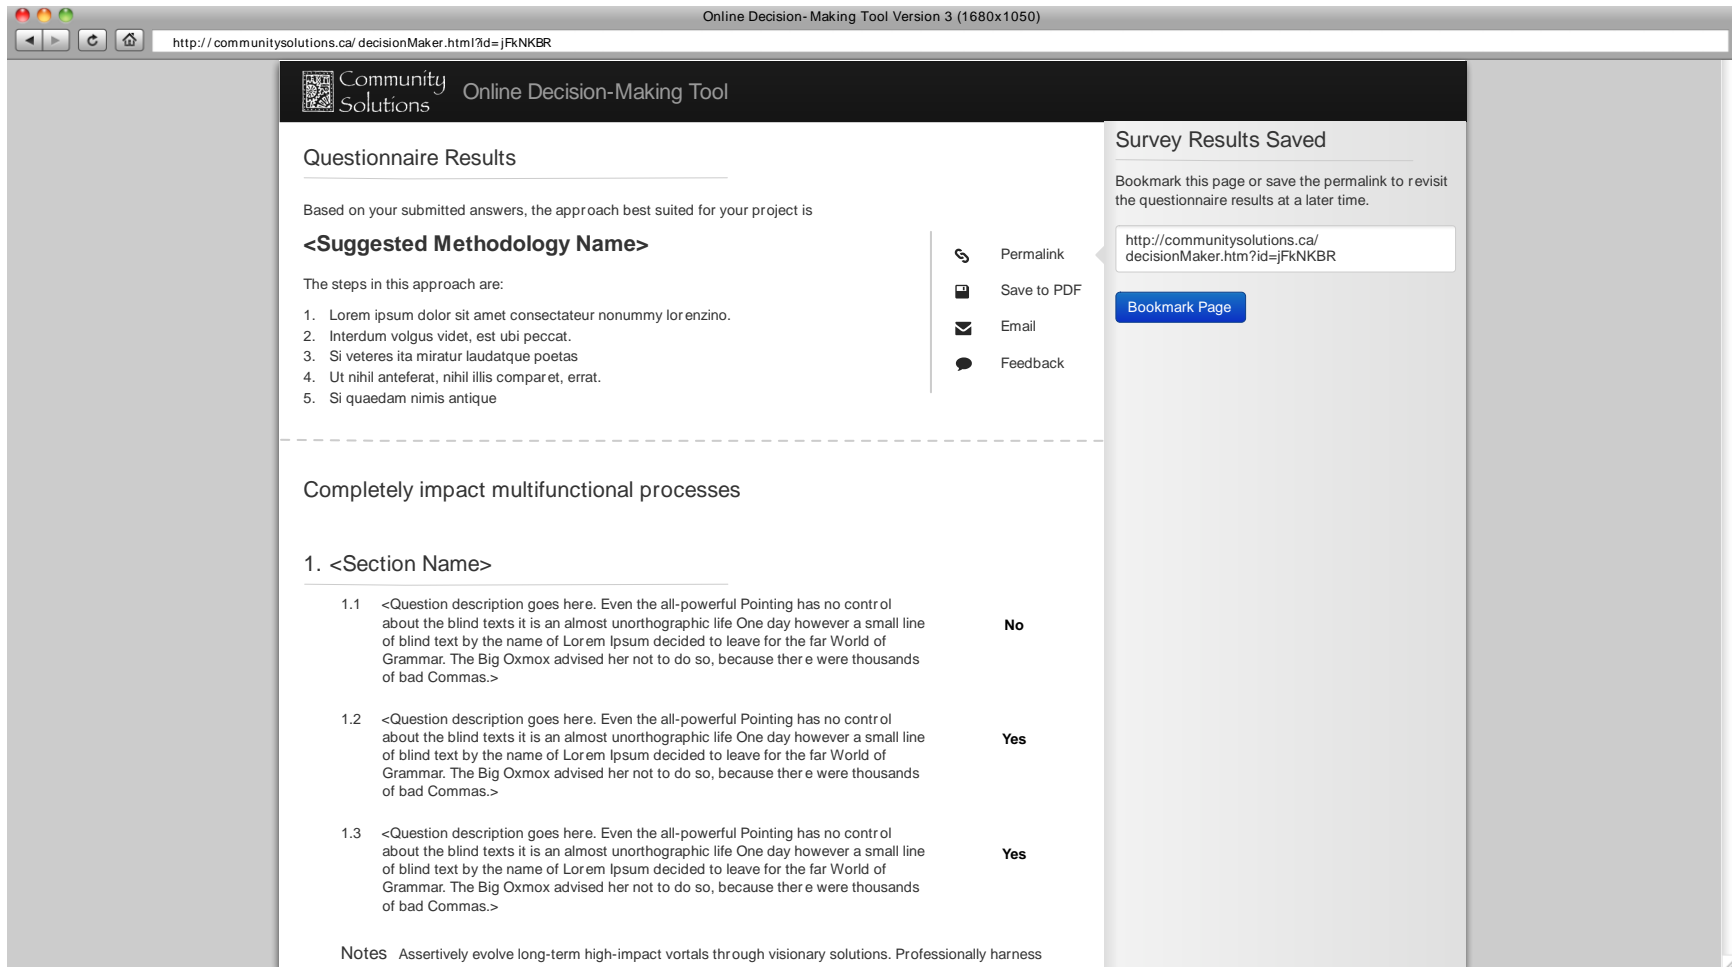 Online Decision-Making Tool Version 3 (1680x1050)
http://communitysolutions.ca/decisionMaker.html?id=jFkNKBR
Community
Solutions
Online Decision-Making Tool
Questionnaire Results
Based on your submitted answers, the approach best suited for your project is
<Suggested Methodology Name>
The steps in this approach are:
1. Lorem ipsum dolor sit amet consectateur nonummy lorenzino.
2. Interdum volgus videt, est ubi peccat.
3. Si veteres ita miratur laudatque poetas
4. Ut nihil anteferat, nihil illis comparet, errat.
5. Si quaedam nimis antique
Permalink
Save to PDF
Email
Feedback
Survey Results Saved
Bookmark this page or save the permalink to revisit
the questionnaire results at a later time.
http://communitysolutions.ca/
decisionMaker.htm?id=jFkNKBR
Bookmark Page
Completely impact multifunctional processes
1. <Section Name>
1.1 <Question description goes here. Even the all-powerful Pointing has no control
about the blind texts it is an almost unorthographic life One day however a small line
of blind text by the name of Lorem Ipsum decided to leave for the far World of
Grammar. The Big Oxmox advised her not to do so, because there were thousands
of bad Commas.>
No
1.2 <Question description goes here. Even the all-powerful Pointing has no control
about the blind texts it is an almost unorthographic life One day however a small line
of blind text by the name of Lorem Ipsum decided to leave for the far World of
Grammar. The Big Oxmox advised her not to do so, because there were thousands
of bad Commas.>
Yes
1.3 <Question description goes here. Even the all-powerful Pointing has no control
about the blind texts it is an almost unorthographic life One day however a small line
of blind text by the name of Lorem Ipsum decided to leave for the far World of
Grammar. The Big Oxmox advised her not to do so, because there were thousands
of bad Commas.>
Yes
Notes Assertively evolve long-term high-impact vortals through visionary solutions. Professionally harness